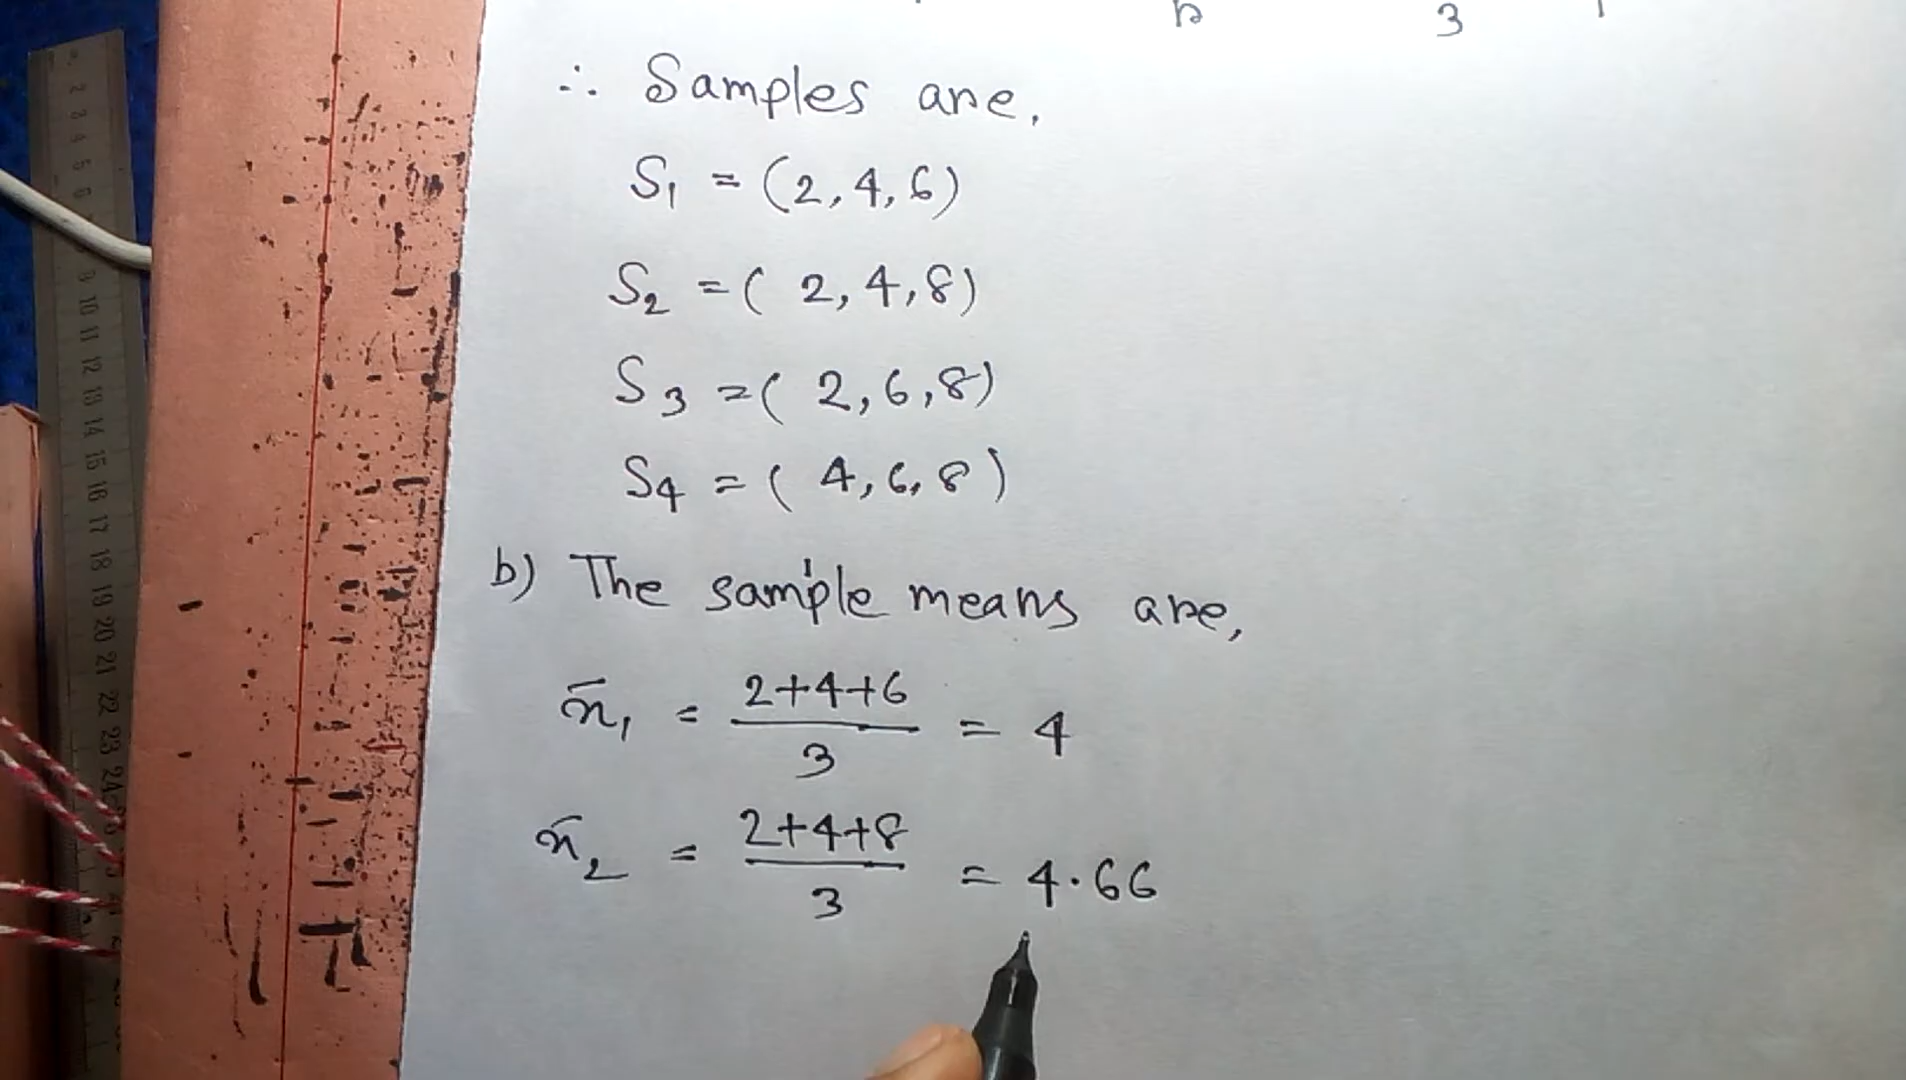 3
∴ Samples are,
S₁ = (2, 4, 6)
S₂ = ( 2, 4, 8)
S₃ = ( 2, 6, 8)
S₄ = ( 4, 6, 8 )
b) The sample means are,
x̄₁ = (2+4+6)/3 = 4
x̄₂ = (2+4+8)/3 = 4.66